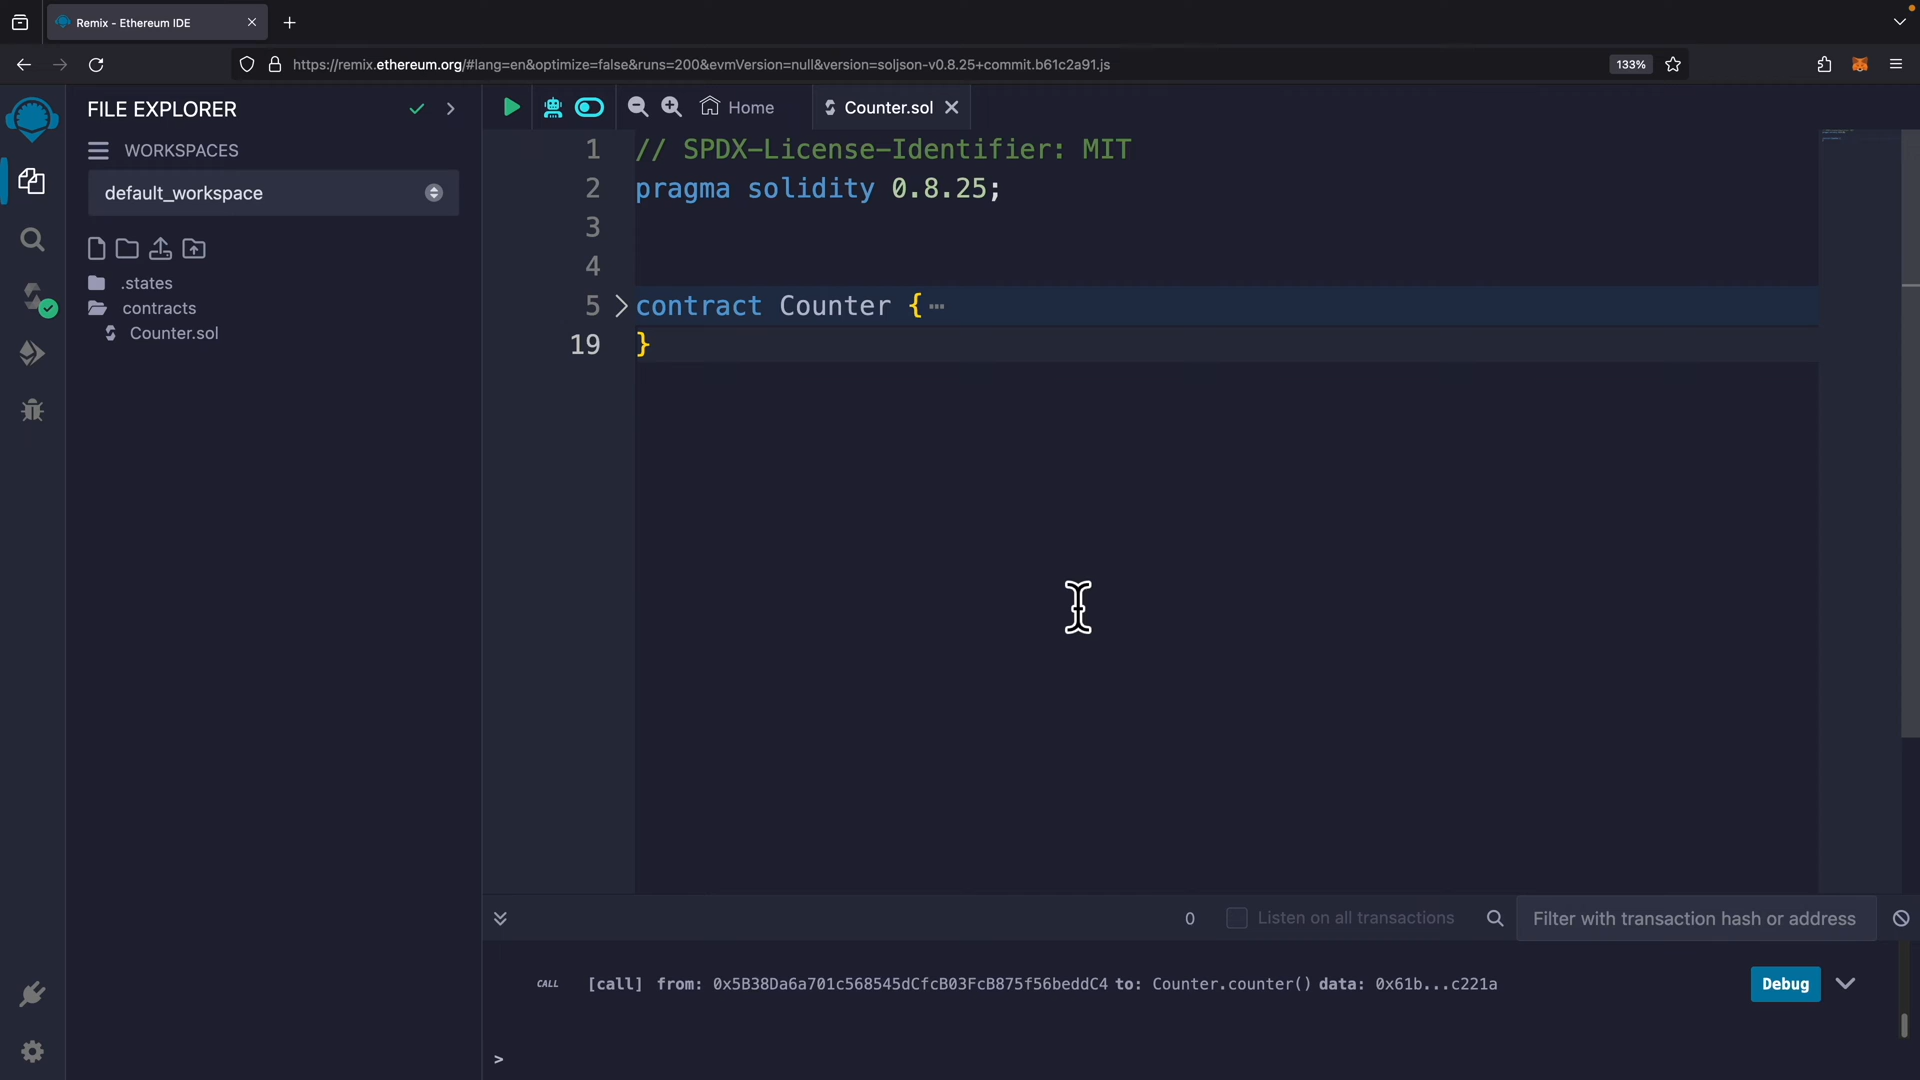 Remix - Ethereum IDE
https://remix.ethereum.org/#lang=en&optimize=false&runs=200&evmVersion=null&version=soljson-v0.8.25+commit.b61c2a91.js
133%
FILE EXPLORER
WORKSPACES
default_workspace
.states
contracts
Counter.sol
Home
Counter.sol
1 // SPDX-License-Identifier: MIT
2 pragma solidity 0.8.25;
3
4
5 contract Counter {
19 }
0
Listen on all transactions
Filter with transaction hash or address
CALL [call] from: 0x5B38Da6a701c568545dCfcB03FcB875f56beddC4 to: Counter.counter() data: 0x61b...c221a
Debug
>